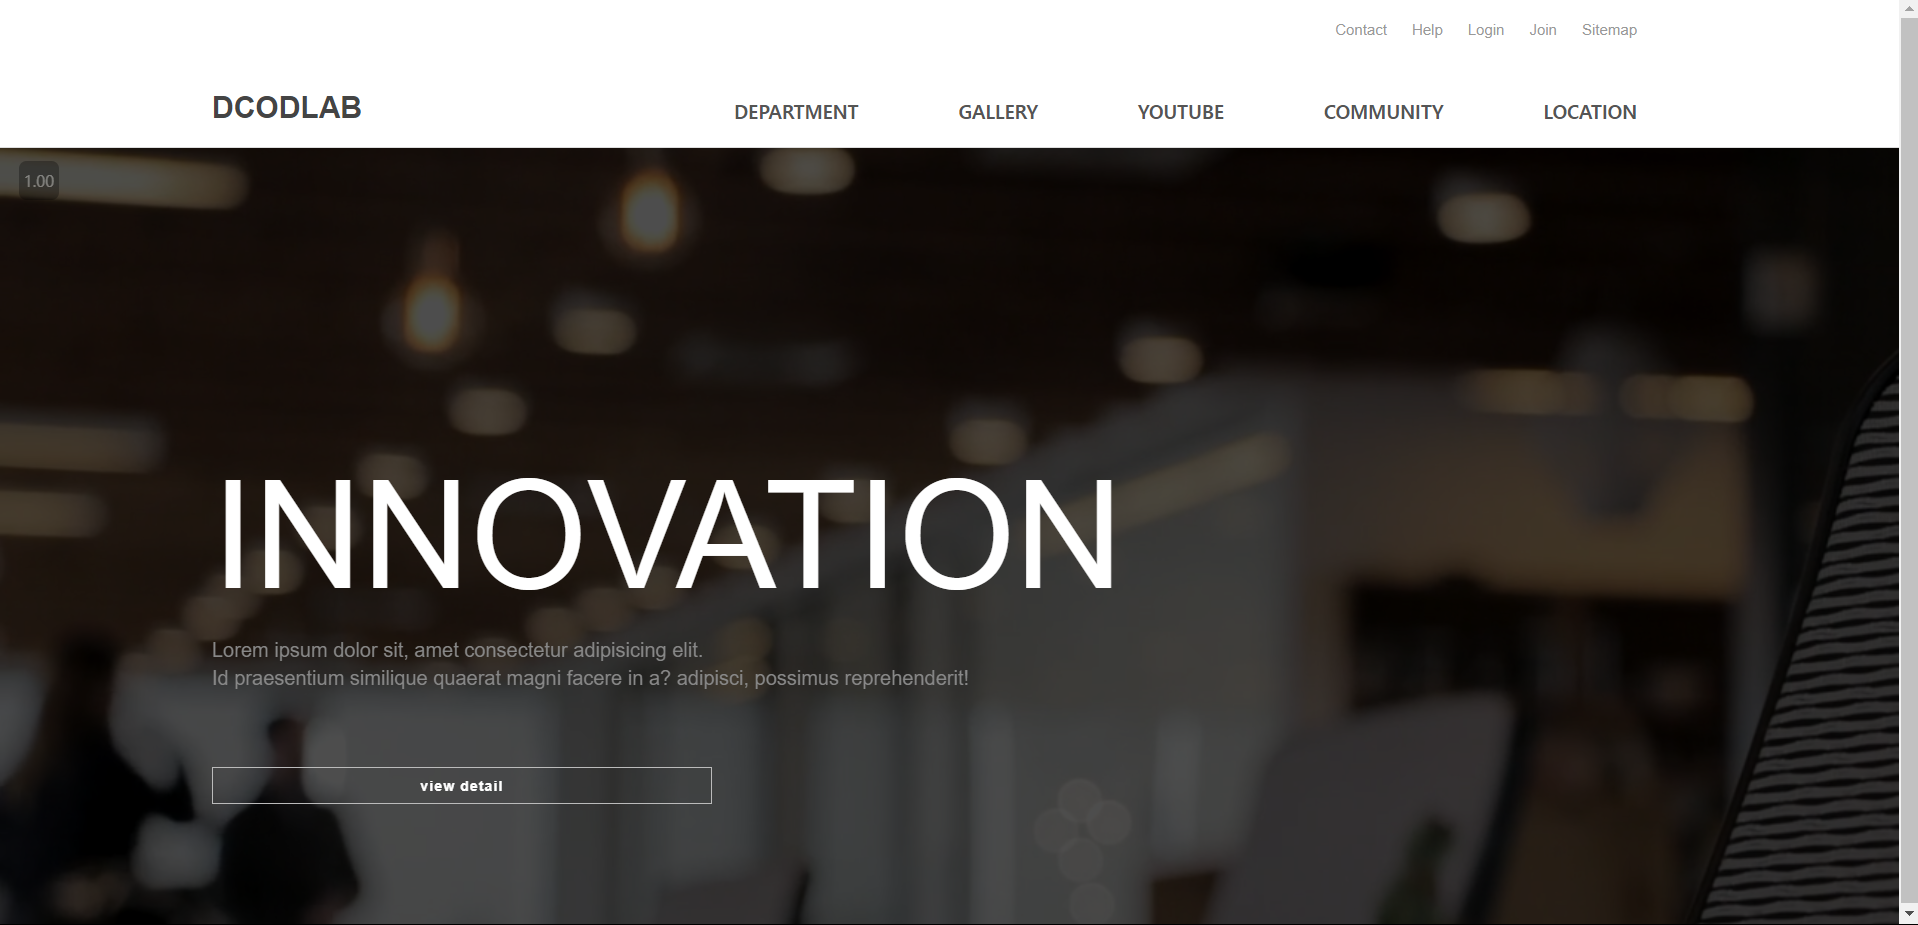 Contact Help Login Join Sitemap
DCODLAB
DEPARTMENT GALLERY YOUTUBE COMMUNITY LOCATION
1.00
INNOVATION
Lorem ipsum dolor sit, amet consectetur adipisicing elit.
Id praesentium similique quaerat magni facere in a? adipisci, possimus reprehenderit!
view detail